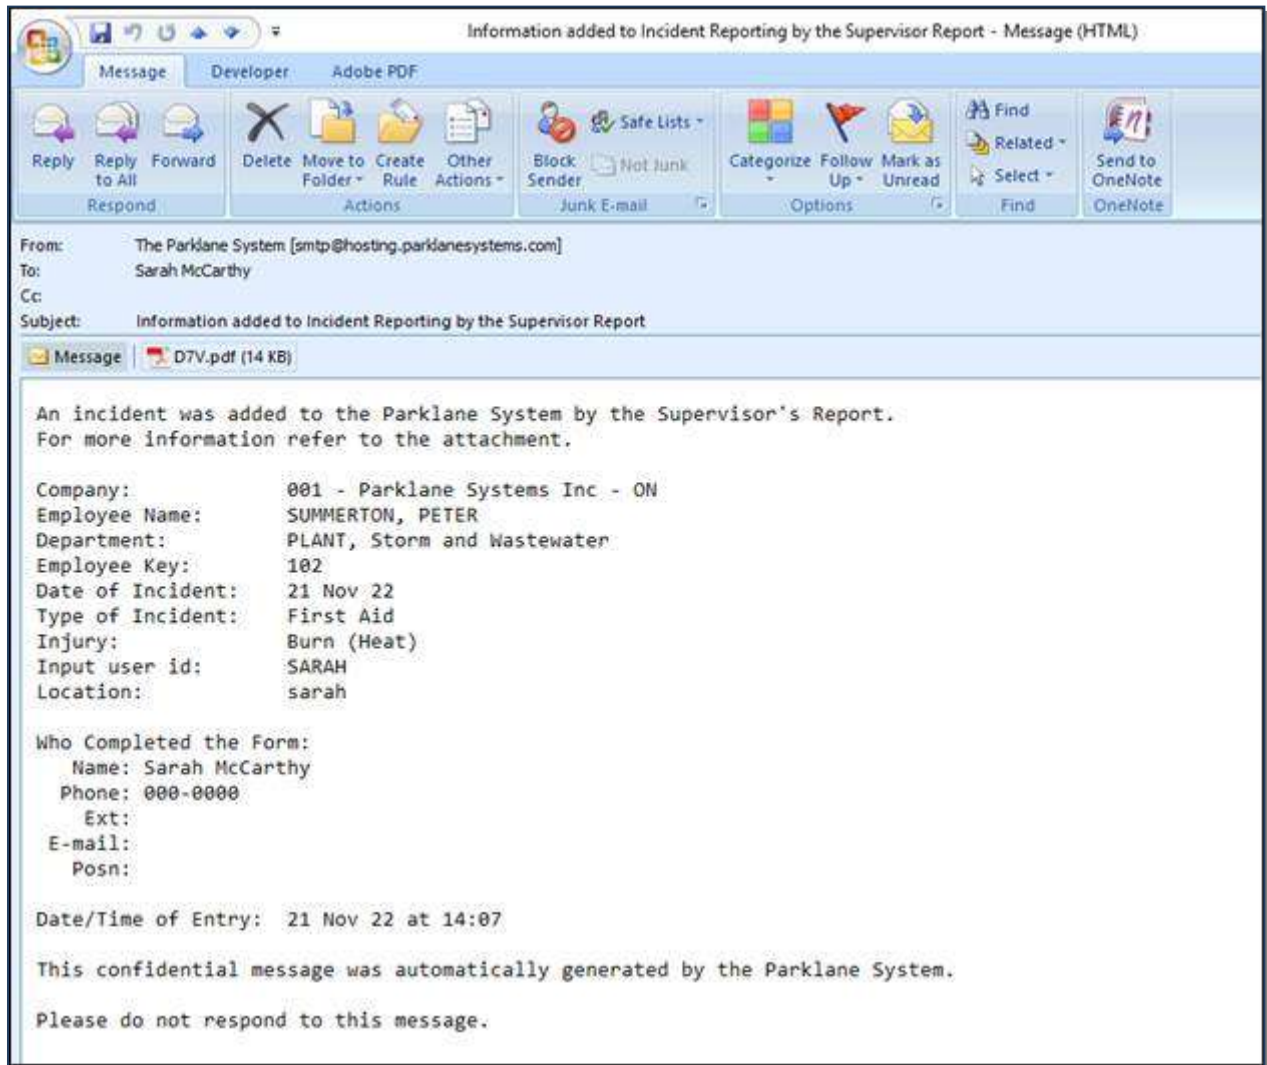 Information added to Incident Reporting by the Supervisor Report - Message (HTML)
Message Developer Adobe PDF
Reply Reply to All Forward Delete Move to Folder Create Rule Other Actions Block Sender Safe Lists Not Junk Categorize Follow Up Mark as Unread Find Related Select Send to OneNote
Respond Actions Junk E-mail Options Find OneNote
From: The Parklane System [smtp@hosting.parklanesystems.com]
To: Sarah McCarthy
Cc:
Subject: Information added to Incident Reporting by the Supervisor Report
Message D7V.pdf (14 KB)
An incident was added to the Parklane System by the Supervisor's Report.
For more information refer to the attachment.
Company: 001 - Parklane Systems Inc - ON
Employee Name: SUMMERTON, PETER
Department: PLANT, Storm and Wastewater
Employee Key: 102
Date of Incident: 21 Nov 22
Type of Incident: First Aid
Injury: Burn (Heat)
Input user id: SARAH
Location: sarah
Who Completed the Form:
Name: Sarah McCarthy
Phone: 000-0000
Ext:
E-mail:
Posn:
Date/Time of Entry: 21 Nov 22 at 14:07
This confidential message was automatically generated by the Parklane System.
Please do not respond to this message.